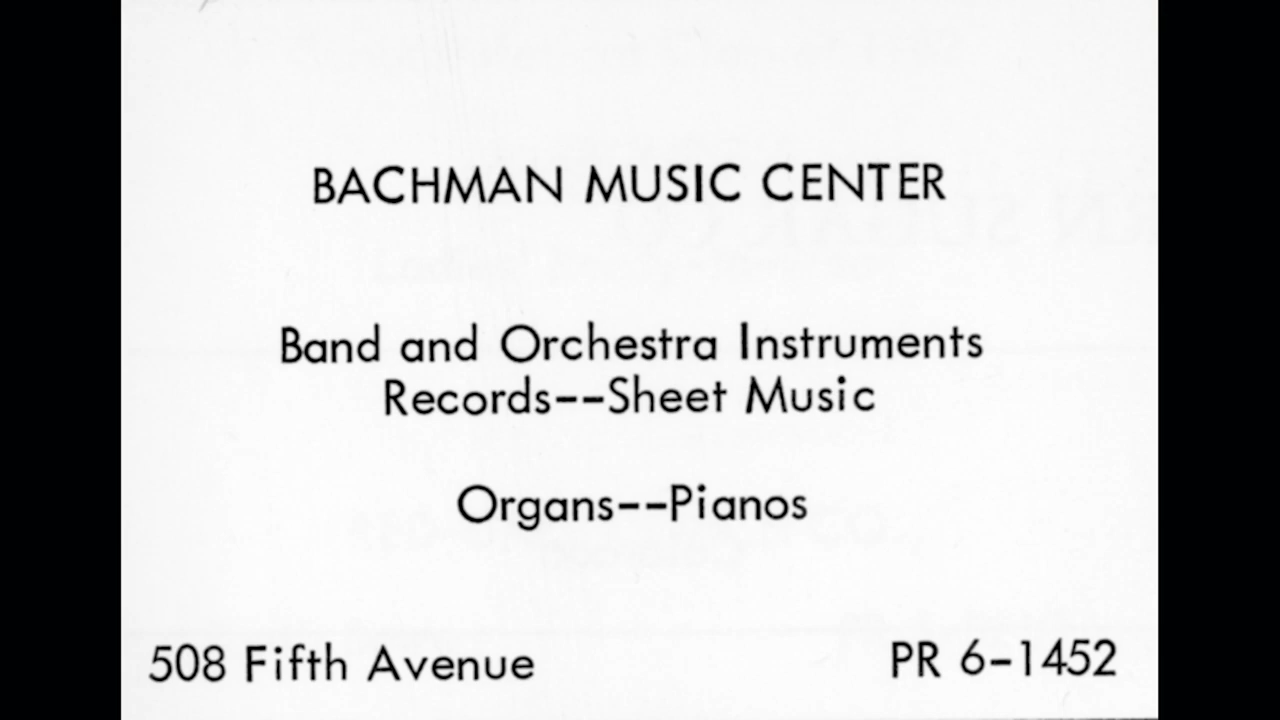 BACHMAN MUSIC CENTER
Band and Orchestra Instruments
Records--Sheet Music
Organs--Pianos
508 Fifth Avenue
PR 6-1452